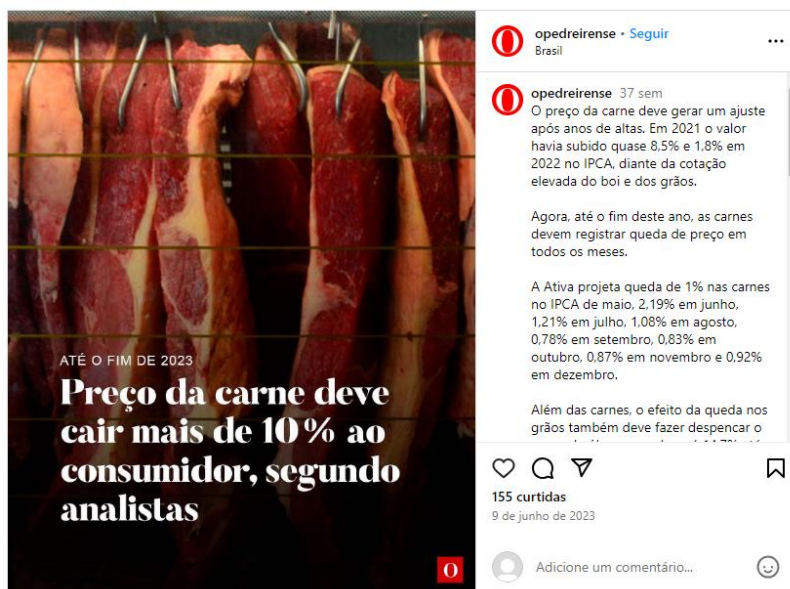 ATÉ O FIM DE 2023
Preço da carne deve
cair mais de 10% ao
consumidor, segundo
analistas
O
opedreirense • Seguir
Brasil
opedreirense 37 sem
O preço da carne deve gerar um ajuste
após anos de altas. Em 2021 o valor
havia subido quase 8,5% e 1,8% em
2022 no IPCA, diante da cotação
elevada do boi e dos grãos.
Agora, até o fim deste ano, as carnes
devem registrar queda de preço em
todos os meses.
A Ativa projeta queda de 1% nas carnes
no IPCA de maio, 2,19% em junho,
1,21% em julho, 1,08% em agosto,
0,78% em setembro, 0,83% em
outubro, 0,87% em novembro e 0,92%
em dezembro.
Além das carnes, o efeito da queda nos
grãos também deve fazer despencar o
155 curtidas
9 de junho de 2023
Adicione um comentário...